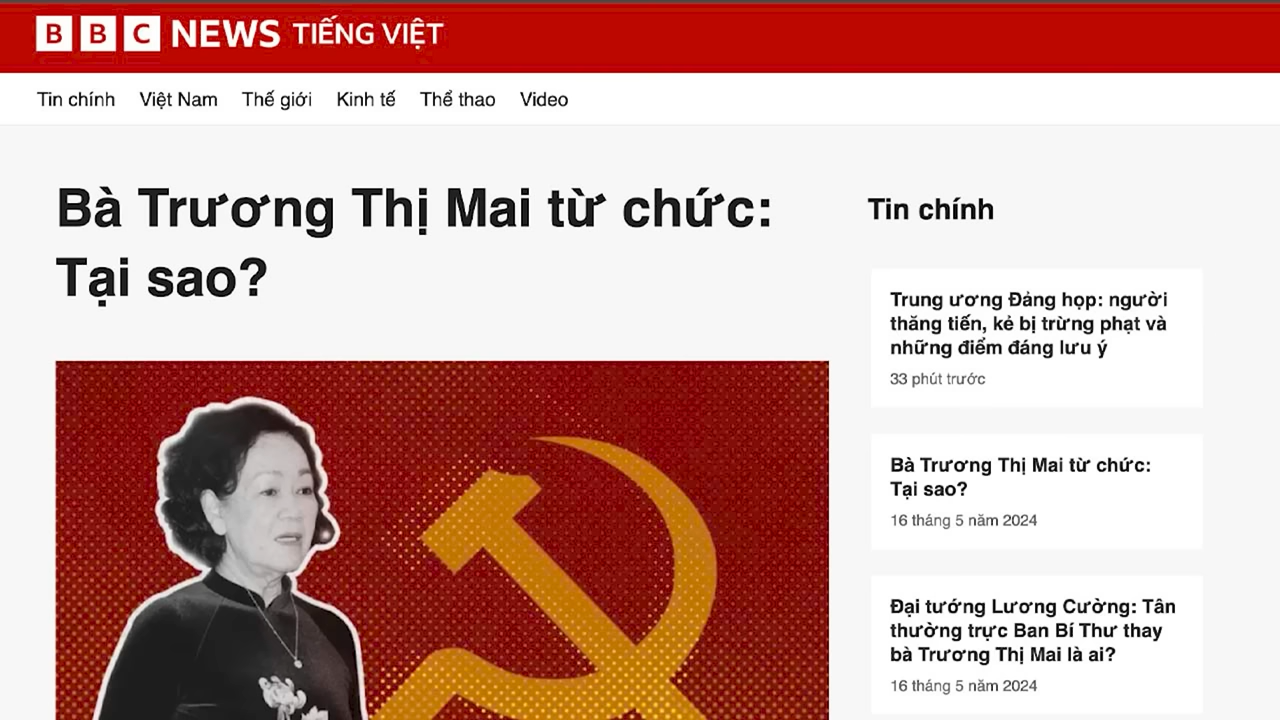 BBC NEWS TIẾNG VIỆT
Tin chính Việt Nam Thế giới Kinh tế Thể thao Video
Bà Trương Thị Mai từ chức:
Tại sao?
Tin chính
Trung ương Đảng họp: người
thăng tiến, kẻ bị trừng phạt và
những điểm đáng lưu ý
33 phút trước
Bà Trương Thị Mai từ chức:
Tại sao?
16 tháng 5 năm 2024
Đại tướng Lương Cường: Tân
thường trực Ban Bí Thư thay
bà Trương Thị Mai là ai?
16 tháng 5 năm 2024